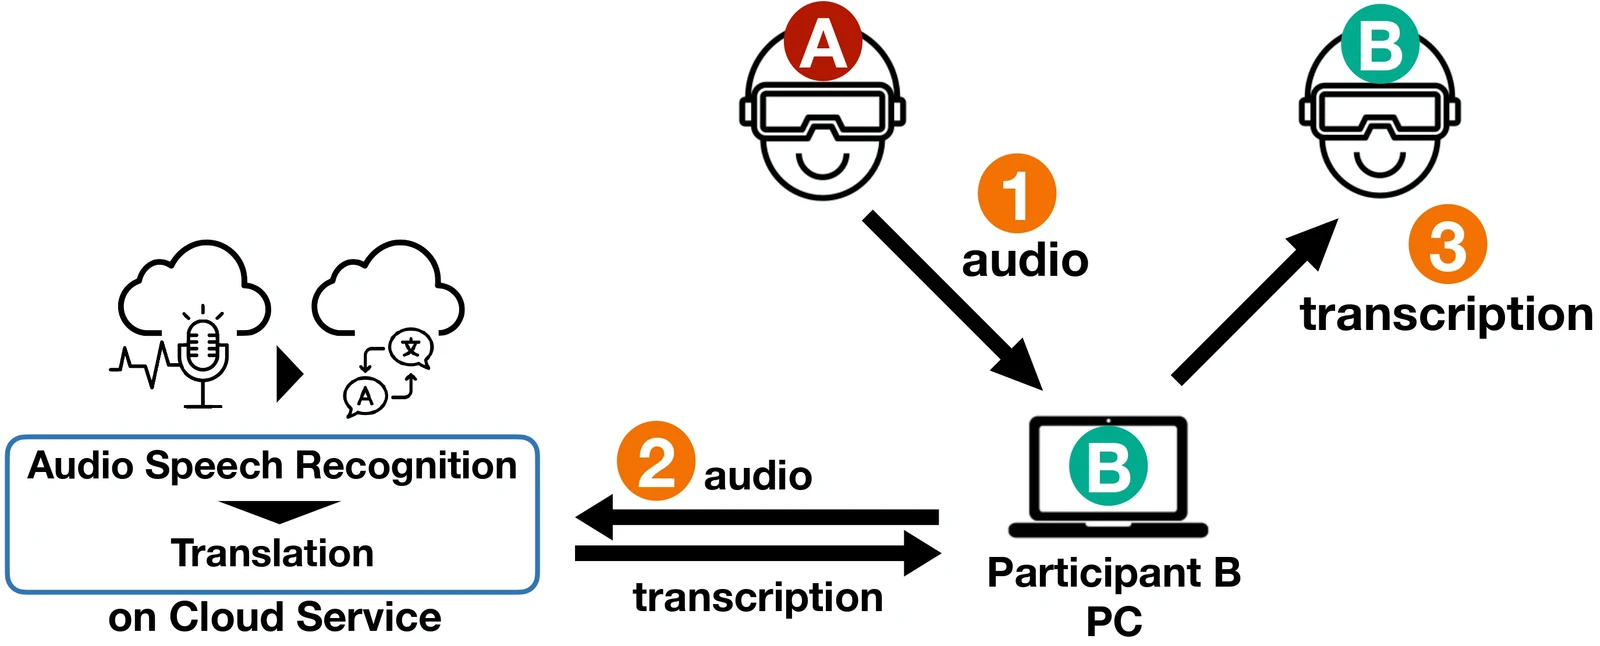 A
B
1
audio
3
transcription
文
A
2 audio
B
Audio Speech Recognition
Translation
on Cloud Service
transcription
Participant B
PC